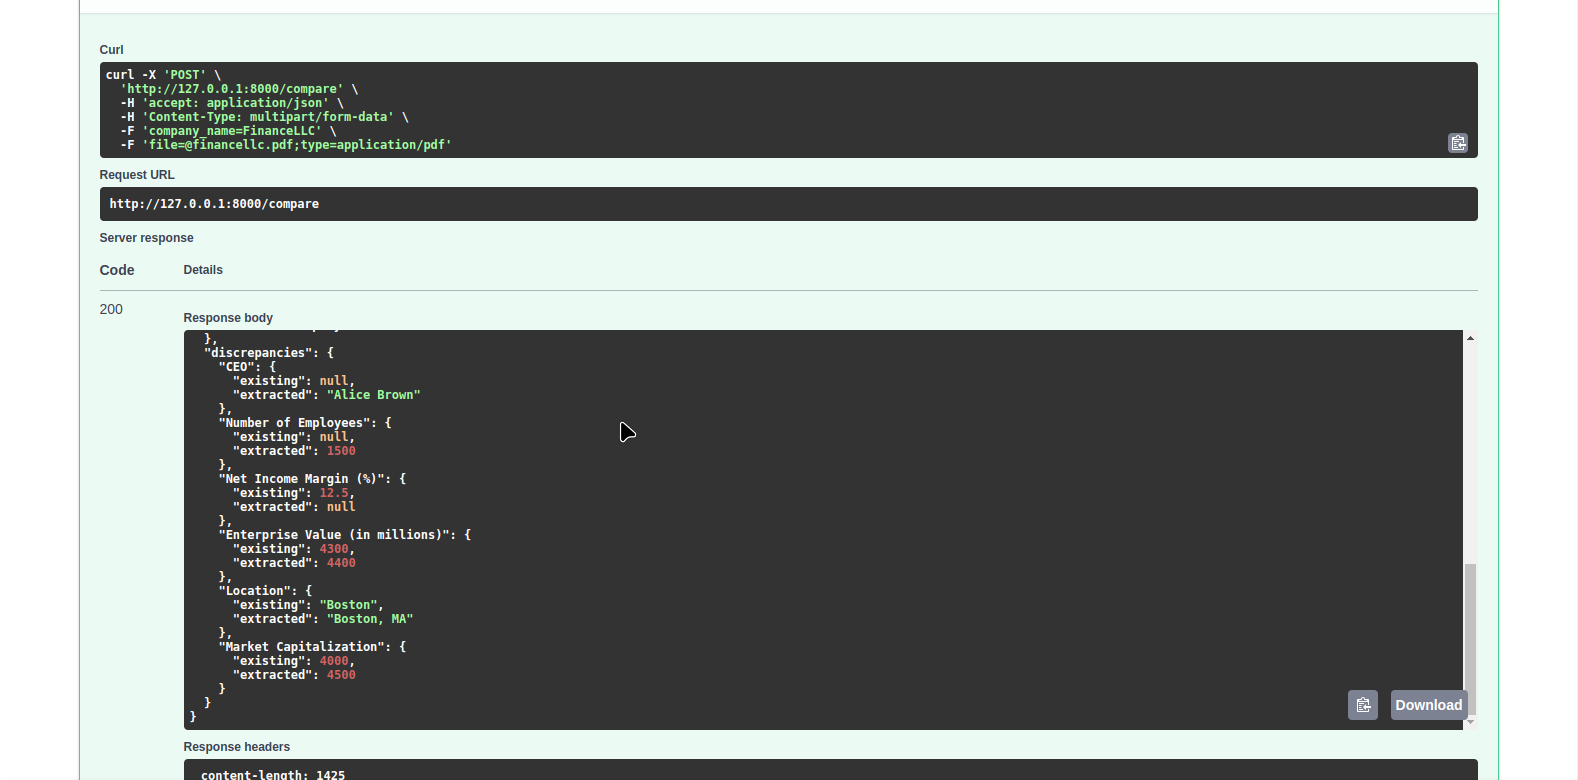 Curl
curl -X 'POST' \
  'http://127.0.0.1:8000/compare' \
  -H 'accept: application/json' \
  -H 'Content-Type: multipart/form-data' \
  -F 'company_name=FinanceLLC' \
  -F 'file=@financellc.pdf;type=application/pdf'
Request URL
http://127.0.0.1:8000/compare
Server response
Code Details
200
Response body
  },
  "discrepancies": {
    "CEO": {
      "existing": null,
      "extracted": "Alice Brown"
    },
    "Number of Employees": {
      "existing": null,
      "extracted": 1500
    },
    "Net Income Margin (%)": {
      "existing": 12.5,
      "extracted": null
    },
    "Enterprise Value (in millions)": {
      "existing": 4300,
      "extracted": 4400
    },
    "Location": {
      "existing": "Boston",
      "extracted": "Boston, MA"
    },
    "Market Capitalization": {
      "existing": 4000,
      "extracted": 4500
    }
  }
}
Download
Response headers
content-length: 1425